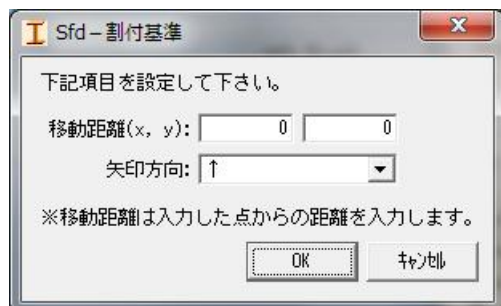 Sfd－割付基準
下記項目を設定して下さい。
移動距離(x, y): 0 0
矢印方向: ↑
※移動距離は入力した点からの距離を入力します。
OK ｷｬﾝｾﾙ